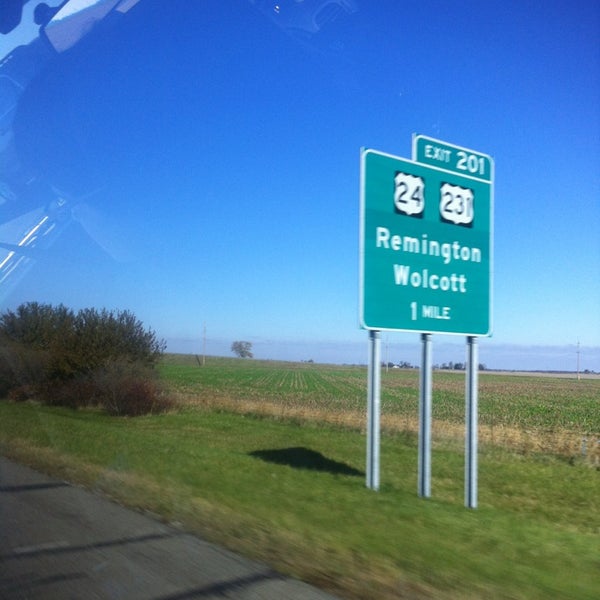 EXIT 201
24 231
Remington
Wolcott
1 MILE